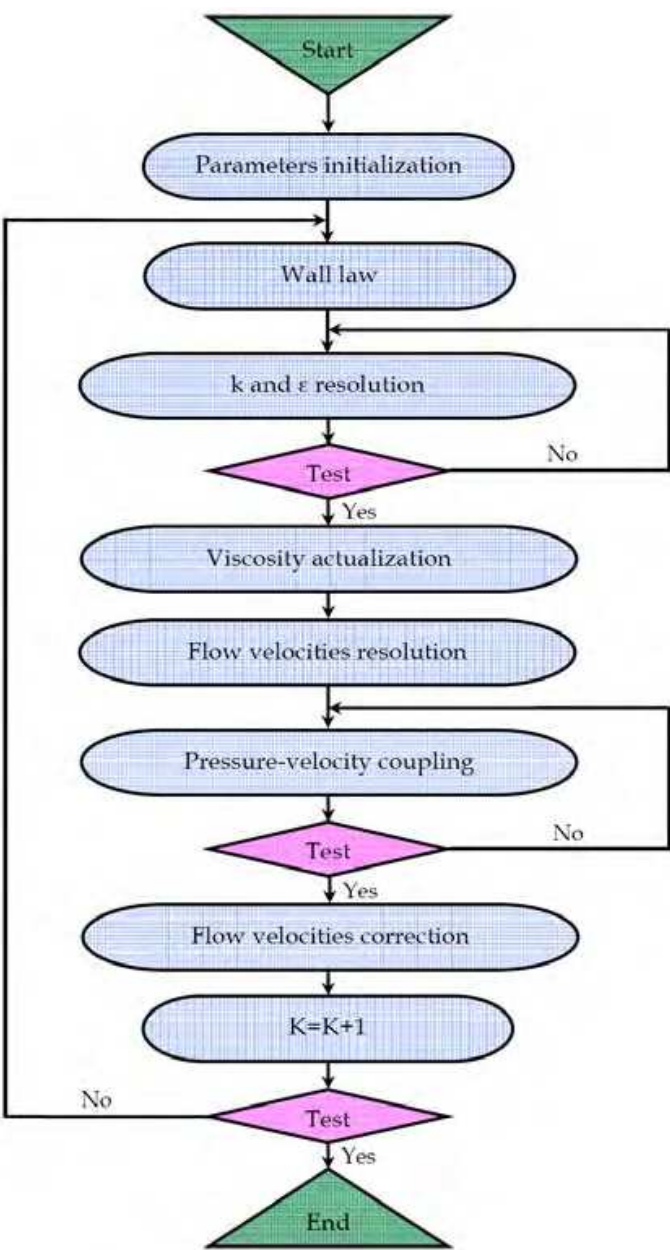 Start
Parameters initialization
Wall law
k and ε resolution
Test
No
Yes
Viscosity actualization
Flow velocities resolution
Pressure-velocity coupling
Test
No
Yes
Flow velocities correction
K=K+1
Test
No
Yes
End